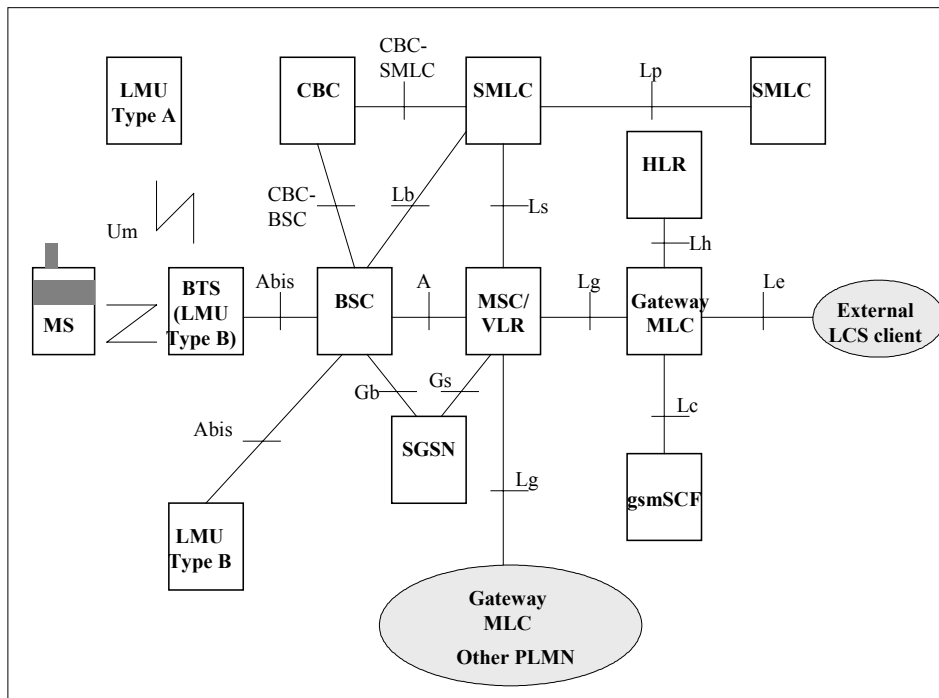 CBC-
SMLC
LMU
Type A
CBC
SMLC
Lp
SMLC
HLR
CBC-
BSC
Lb
Ls
Um
Lh
MS
BTS
(LMU
Type B)
Abis
BSC
A
MSC/
VLR
Lg
Gateway
MLC
Le
External
LCS client
Gb
Gs
Lc
Abis
SGSN
Lg
gsmSCF
LMU
Type B
Gateway
MLC
Other PLMN